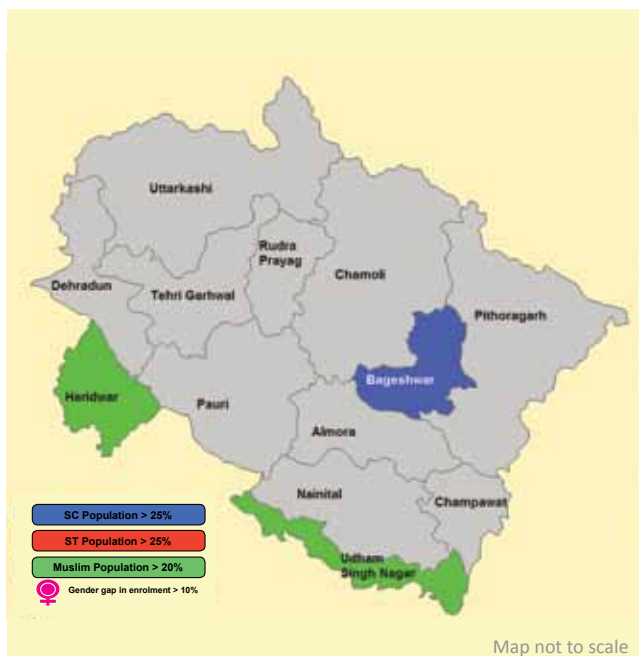 Uttarkashi
Rudra
Prayag
Chamoli
Dehradun
Tehri Garhwal
Pithoragarh
Haridwar
Bageshwar
Pauri
Almora
Nainital
Champawat
SC Population > 25%
ST Population > 25%
Muslim Population > 20%
Udham
Singh Nagar
Gender gap in enrolment > 10%
Map not to scale